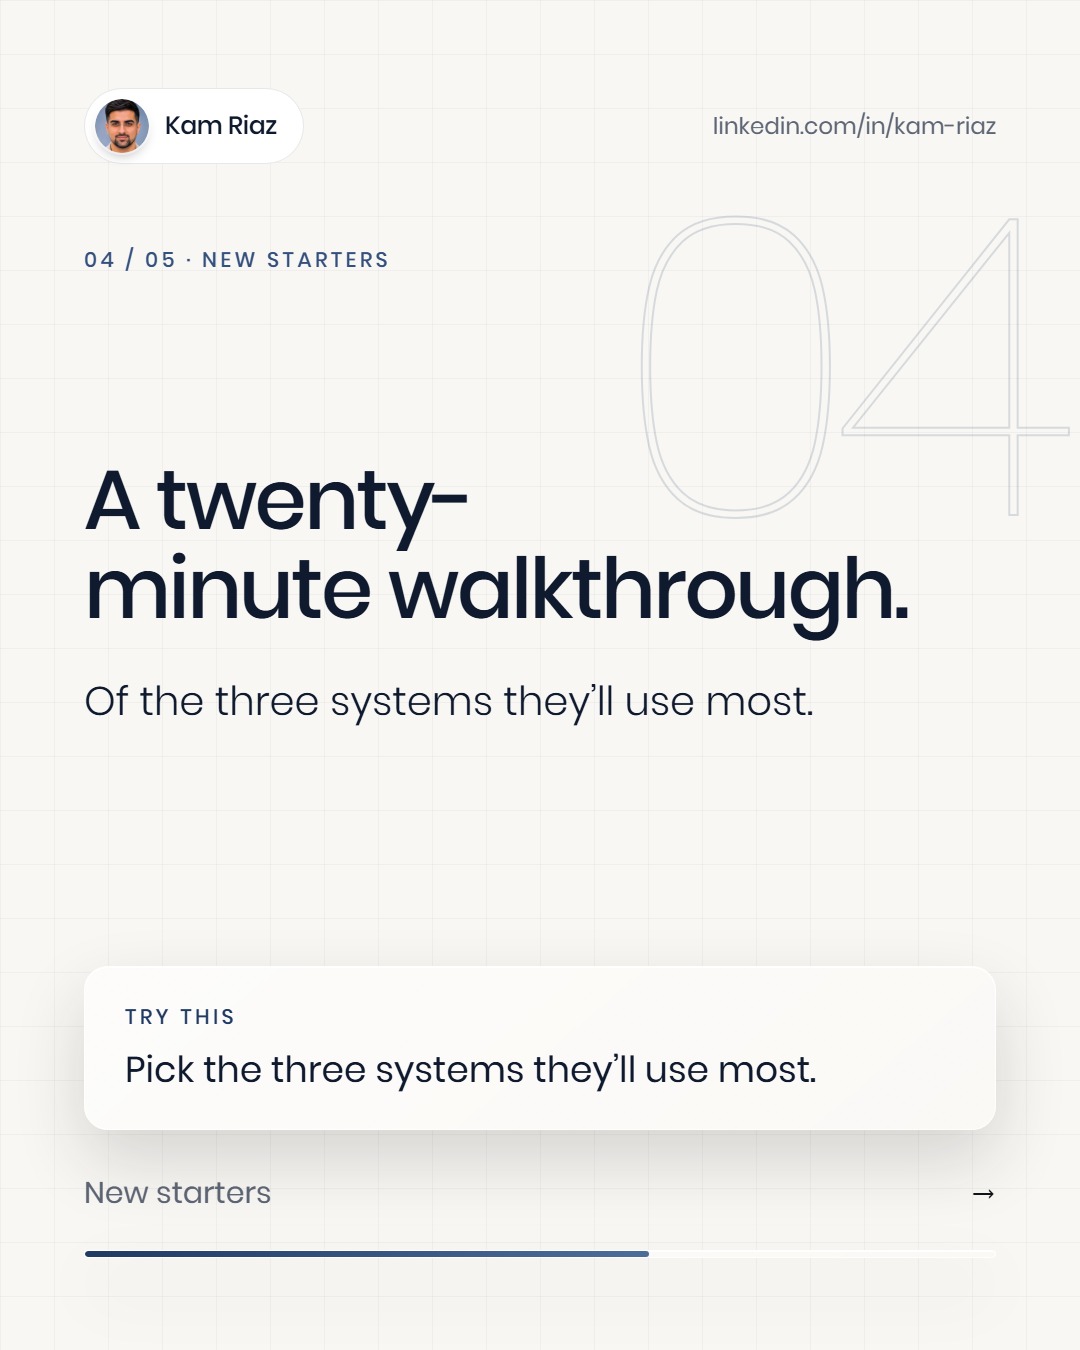 Kam Riaz
linkedin.com/in/kam-riaz
04 / 05 · NEW STARTERS
04
A twenty-
minute walkthrough.
Of the three systems they’ll use most.
TRY THIS
Pick the three systems they’ll use most.
New starters →